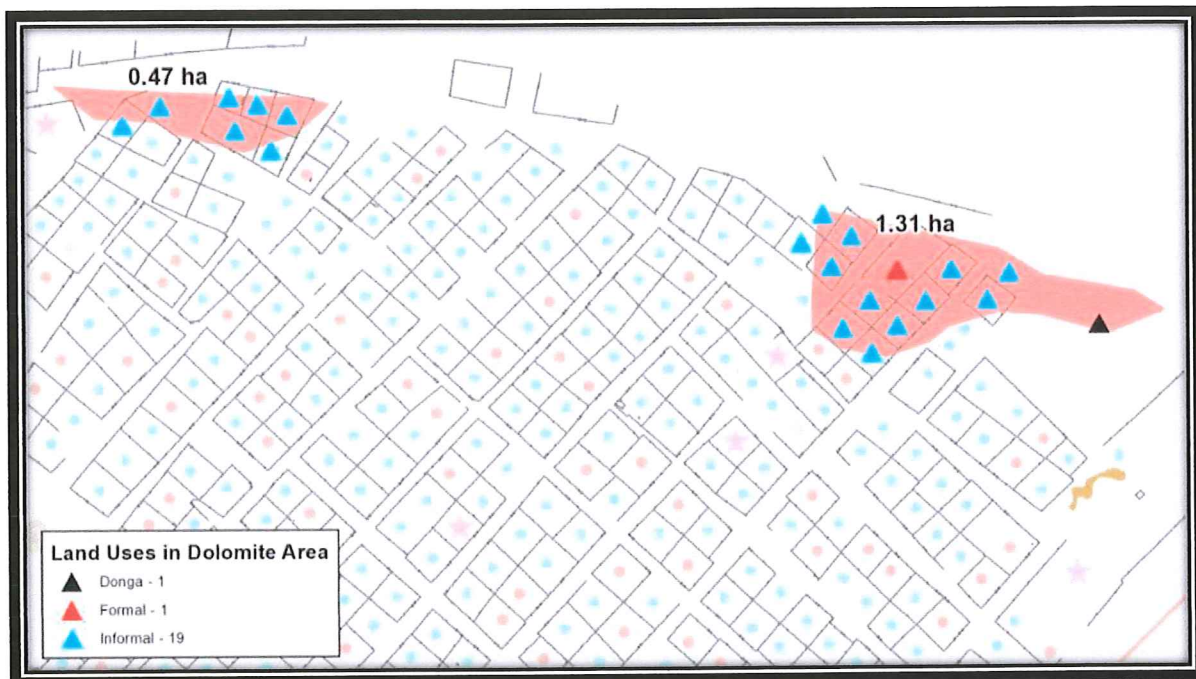 0.47 ha
1.31 ha
Land Uses in Dolomite Area
Donga - 1
Formal - 1
Informal - 19